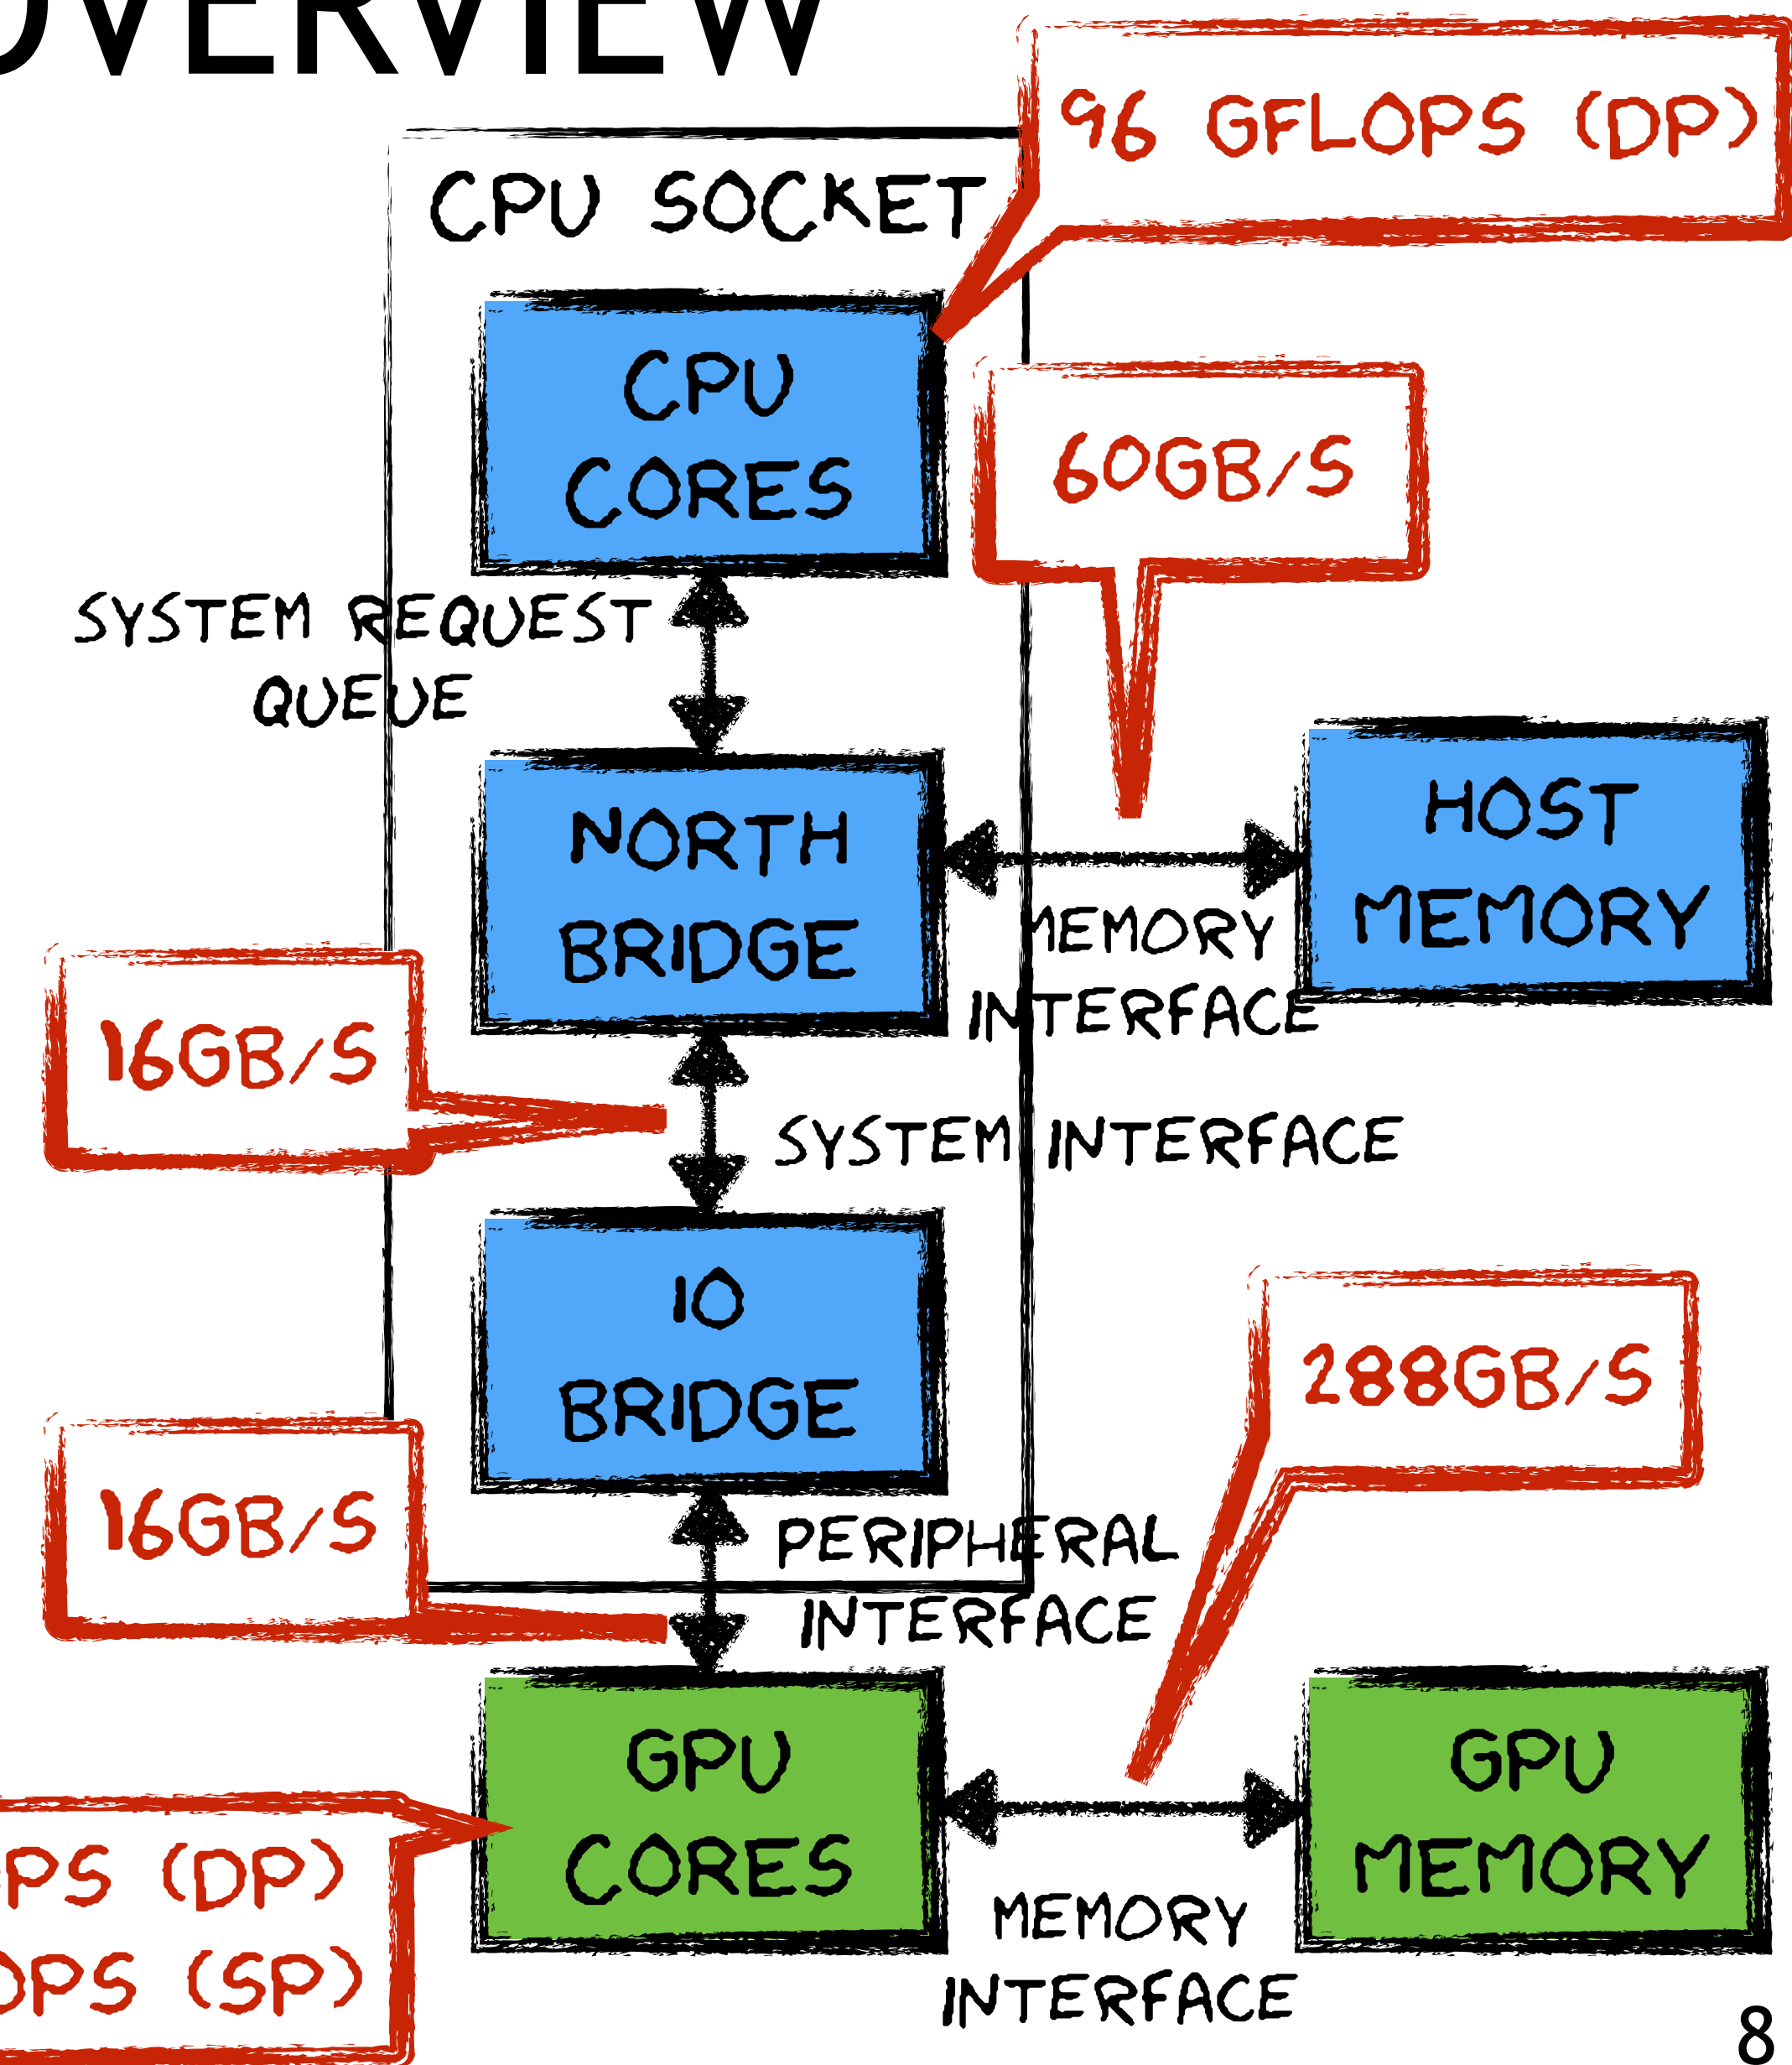 OVERVIEW
96 GFLOPS (DP)
CPU SOCKET
CPU
CORES
60GB/S
SYSTEM REQUEST
QUEUE
NORTH
BRIDGE
HOST
MEMORY
MEMORY
INTERFACE
16GB/S
SYSTEM INTERFACE
IO
BRIDGE
288GB/S
16GB/S
PERIPHERAL
INTERFACE
GPU
CORES
GPU
MEMORY
PS (DP)
OPS (SP)
MEMORY
INTERFACE
8